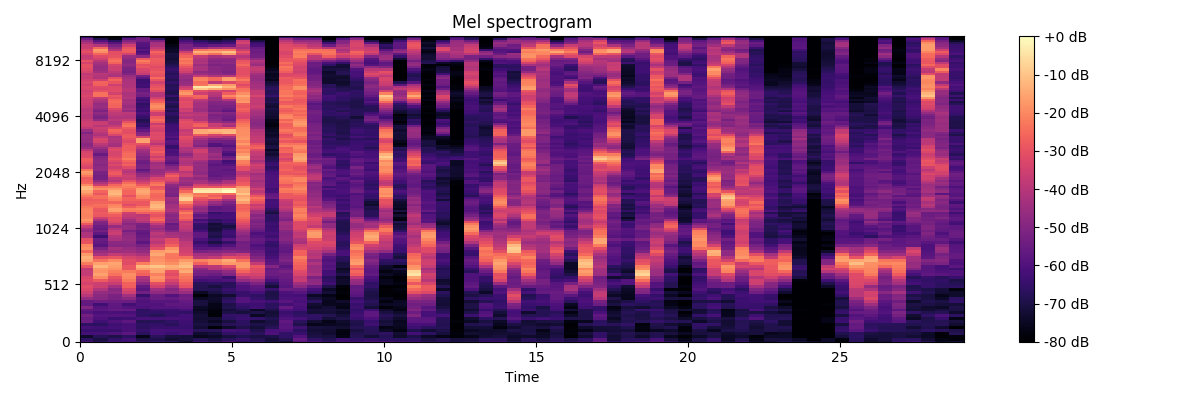 Mel spectrogram
Hz
8192
4096
2048
1024
512
0
0 5 10 15 20 25
Time
+0 dB
-10 dB
-20 dB
-30 dB
-40 dB
-50 dB
-60 dB
-70 dB
-80 dB